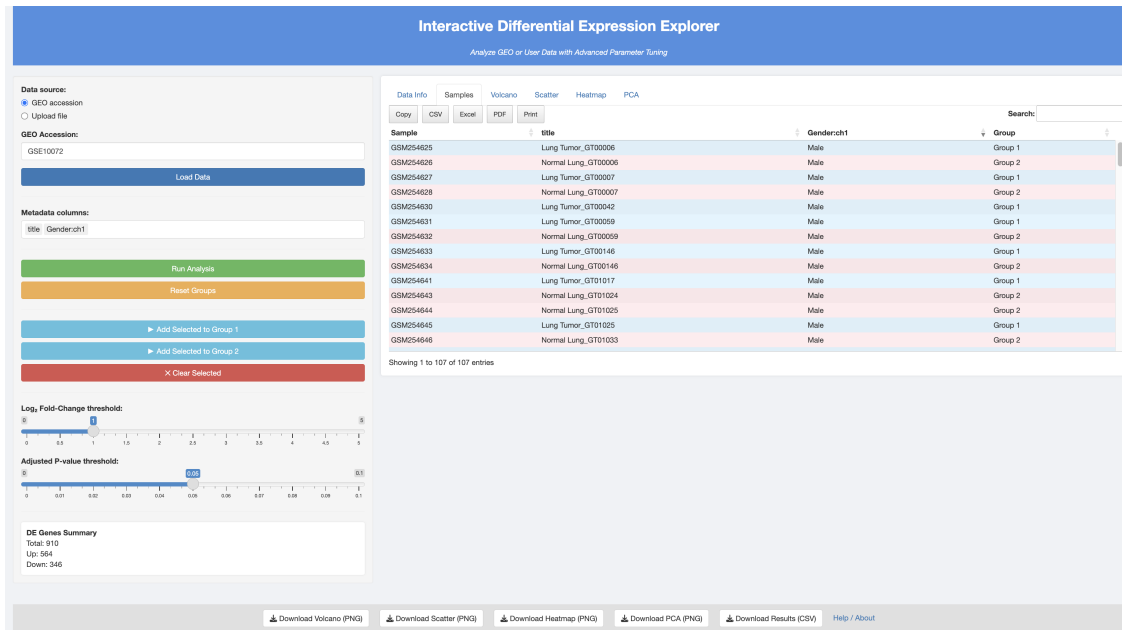 Interactive Differential Expression Explorer
Analyze GEO or User Data with Advanced Parameter Tuning
Data source:
GEO accession
Upload file
GEO Accession:
GSE10072
Load Data
Metadata columns:
title Gender:ch1
Run Analysis
Reset Groups
Add Selected to Group 1
Add Selected to Group 2
Clear Selected
Log₂ Fold-Change threshold:
0 1 5
0 0.5 1 1.5 2 2.5 3 3.5 4 4.5 5
Adjusted P-value threshold:
0 0.05 0.1
0 0.01 0.02 0.03 0.04 0.05 0.06 0.07 0.08 0.09 0.1
DE Genes Summary
Total: 910
Up: 564
Down: 346
Data Info Samples Volcano Scatter Heatmap PCA
Copy CSV Excel PDF Print Search:
Sample title Gender:ch1 Group
GSM254625 Lung Tumor_GT00006 Male Group 1
GSM254626 Normal Lung_GT00006 Male Group 2
GSM254627 Lung Tumor_GT00007 Male Group 1
GSM254628 Normal Lung_GT00007 Male Group 2
GSM254630 Lung Tumor_GT00042 Male Group 1
GSM254631 Lung Tumor_GT00059 Male Group 1
GSM254632 Normal Lung_GT00059 Male Group 2
GSM254633 Lung Tumor_GT00146 Male Group 1
GSM254634 Normal Lung_GT00146 Male Group 2
GSM254641 Lung Tumor_GT01017 Male Group 1
GSM254643 Normal Lung_GT01024 Male Group 2
GSM254644 Normal Lung_GT01025 Male Group 2
GSM254645 Lung Tumor_GT01025 Male Group 1
GSM254646 Normal Lung_GT01033 Male Group 2
Showing 1 to 107 of 107 entries
Download Volcano (PNG) Download Scatter (PNG) Download Heatmap (PNG) Download PCA (PNG) Download Results (CSV) Help / About